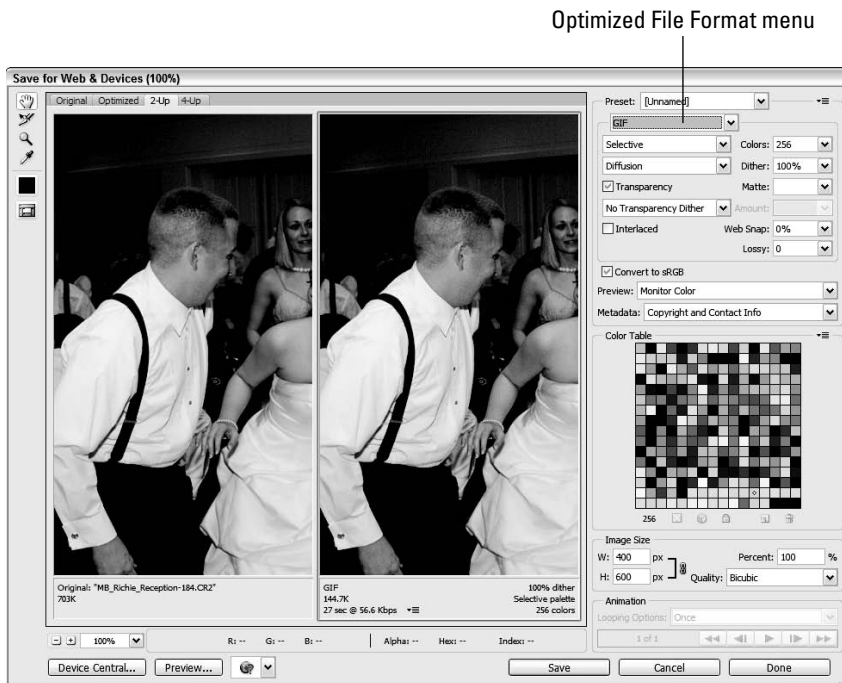 Optimized File Format menu
Save for Web & Devices (100%)
Original Optimized 2-Up 4-Up
Preset: [Unnamed]
GIF
Selective Colors: 256
Diffusion Dither: 100%
Transparency Matte:
No Transparency Dither Amount:
Interlaced Web Snap: 0%
Lossy: 0
Convert to sRGB
Preview: Monitor Color
Metadata: Copyright and Contact Info
Color Table
256
Image Size
W: 400 px Percent: 100 %
H: 600 px Quality: Bicubic
Original: "MB_Richie_Reception-184.CR2"
703K
GIF 100% dither
144.7K Selective palette
27 sec @ 56.6 Kbps 256 colors
Animation
Looping Options: Once
1 of 1
100% R: -- G: -- B: -- Alpha: -- Hex: -- Index: --
Device Central... Preview... Save Cancel Done